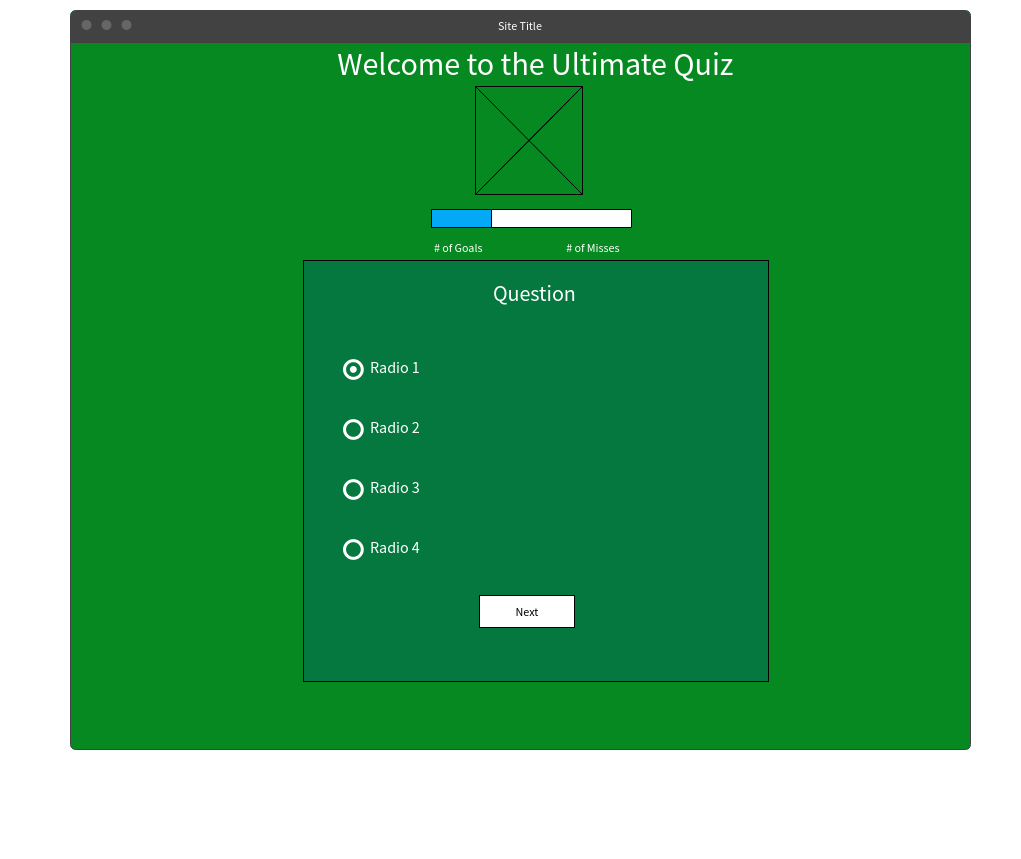 Site Title
Welcome to the Ultimate Quiz
# of Goals # of Misses
Question
Radio 1
Radio 2
Radio 3
Radio 4
Next